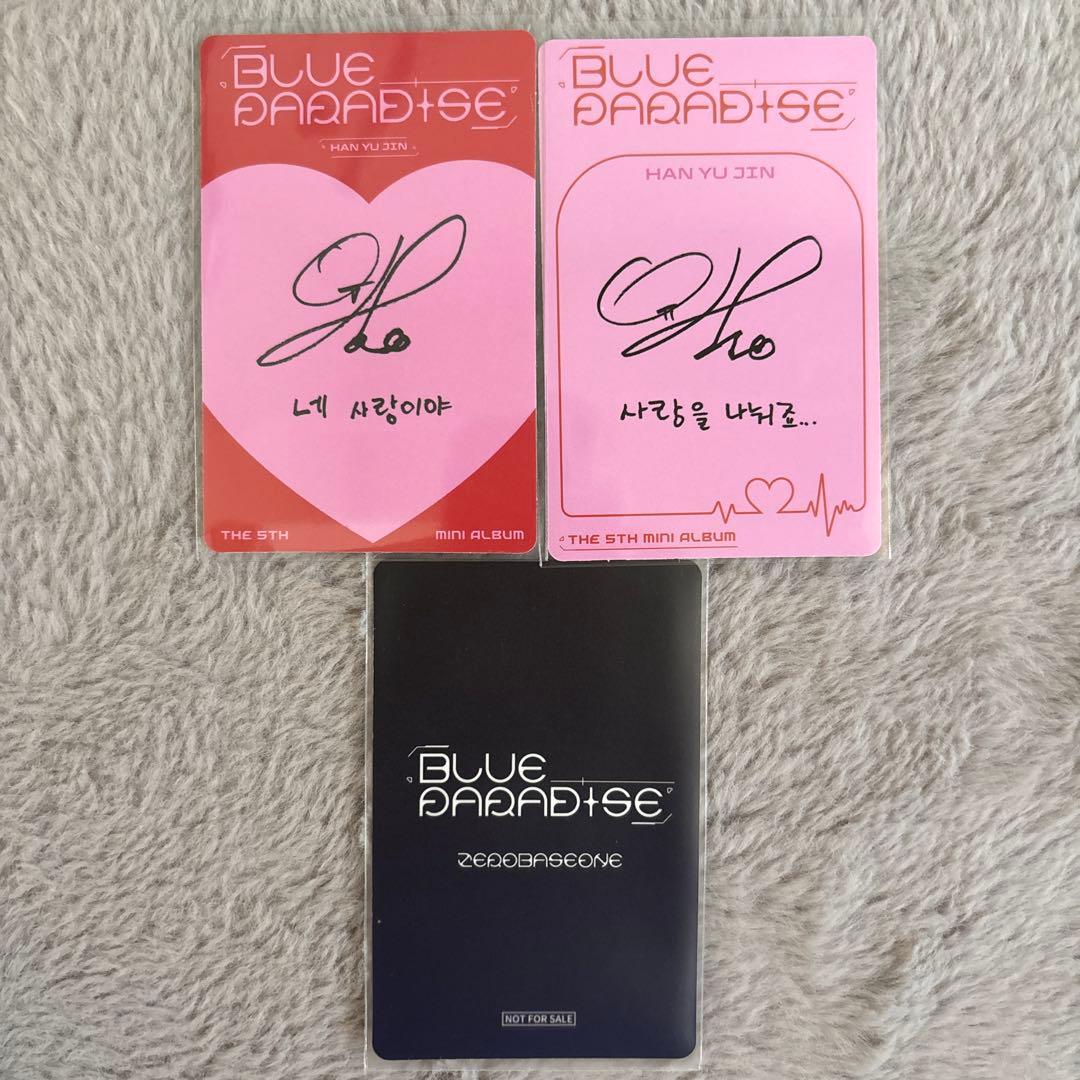 BLUE
PARADISE
HAN YU JIN
네 사랑이야
THE 5TH MINI ALBUM
BLUE
PARADISE
HAN YU JIN
사랑을 나눠죠...
THE 5TH MINI ALBUM
BLUE
PARADISE
ZEROBASEONE
NOT FOR SALE